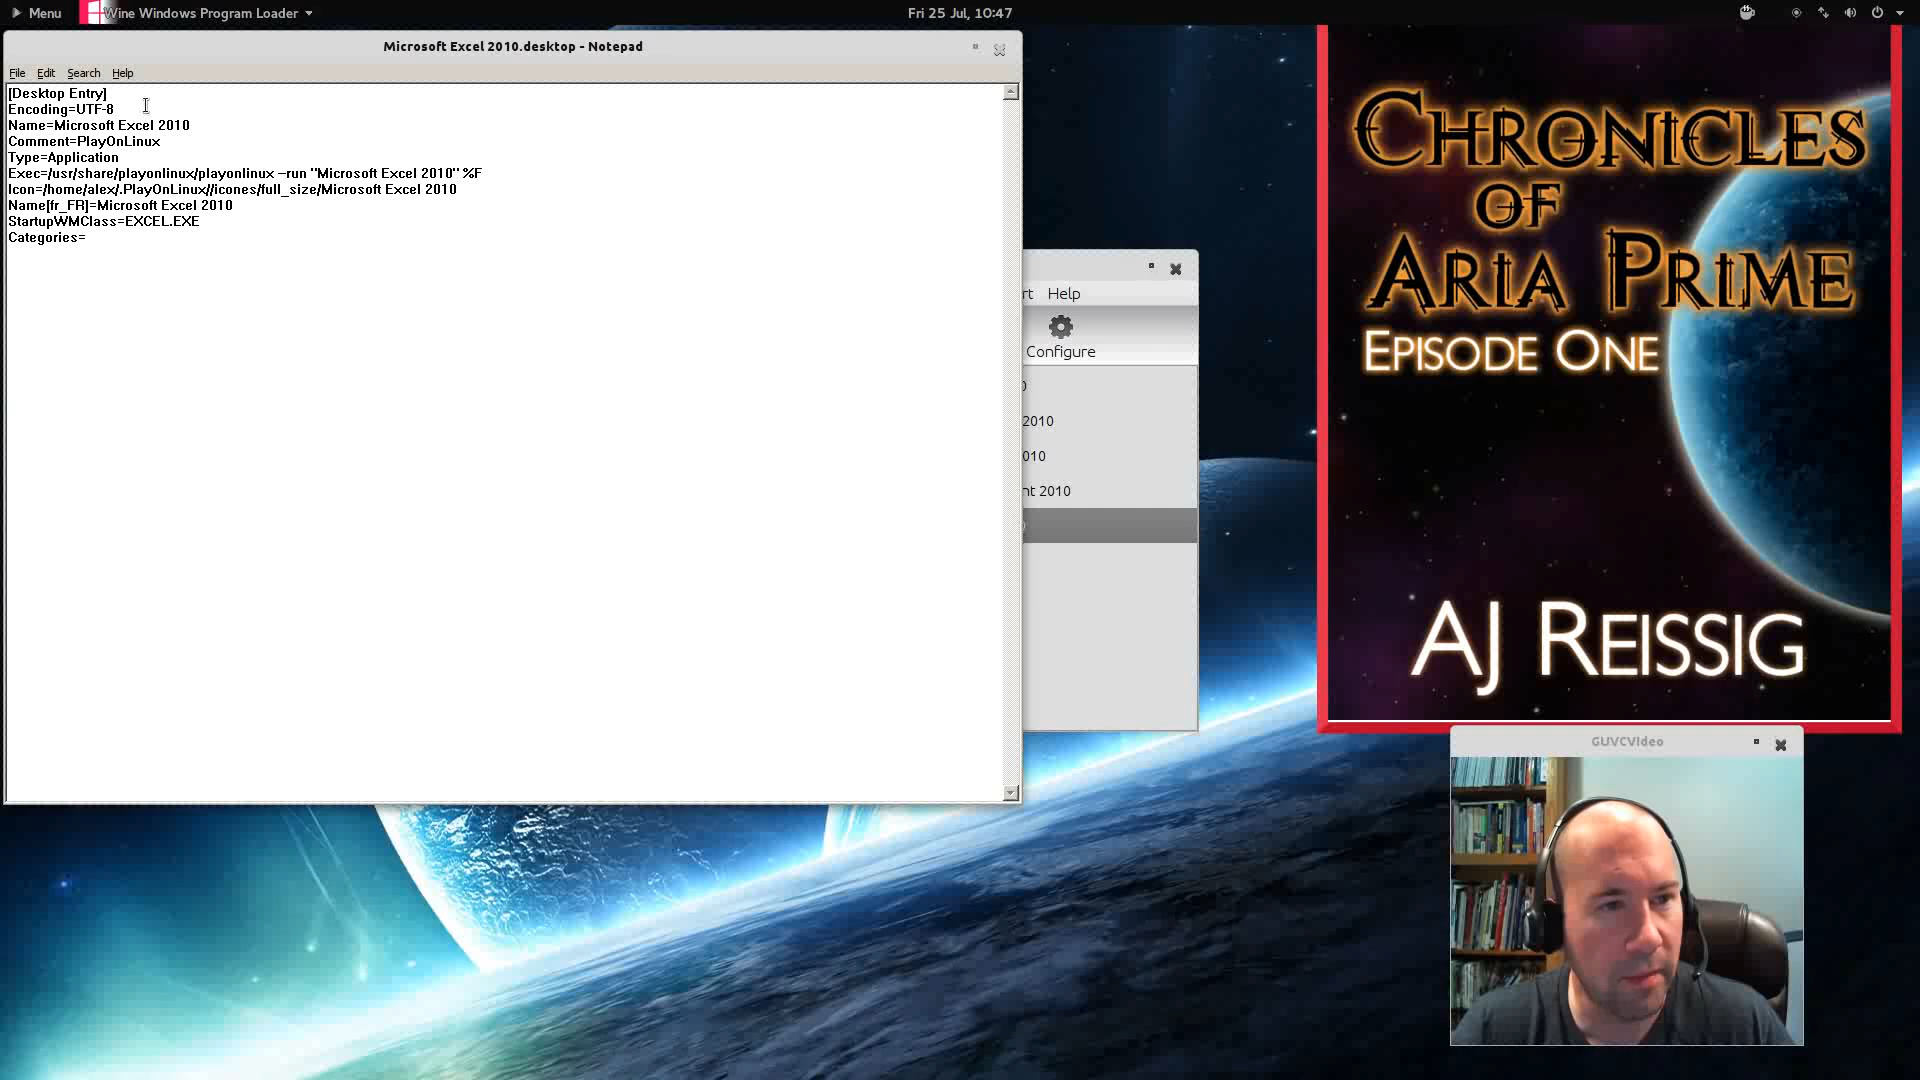 Menu
Wine Windows Program Loader
Fri 25 Jul, 10:47
Microsoft Excel 2010.desktop - Notepad
File Edit Search Help
[Desktop Entry]
Encoding=UTF-8
Name=Microsoft Excel 2010
Comment=PlayOnLinux
Type=Application
Exec=/usr/share/playonlinux/playonlinux --run "Microsoft Excel 2010" %F
Icon=/home/alex/.PlayOnLinux//icones/full_size/Microsoft Excel 2010
Name[fr_FR]=Microsoft Excel 2010
StartupWMClass=EXCEL.EXE
Categories=
rt Help
Configure
0
2010
010
nt 2010
CHRONICLES
OF
ARIA PRIME
EPISODE ONE
AJ REISSIG
GUVCVIdeo